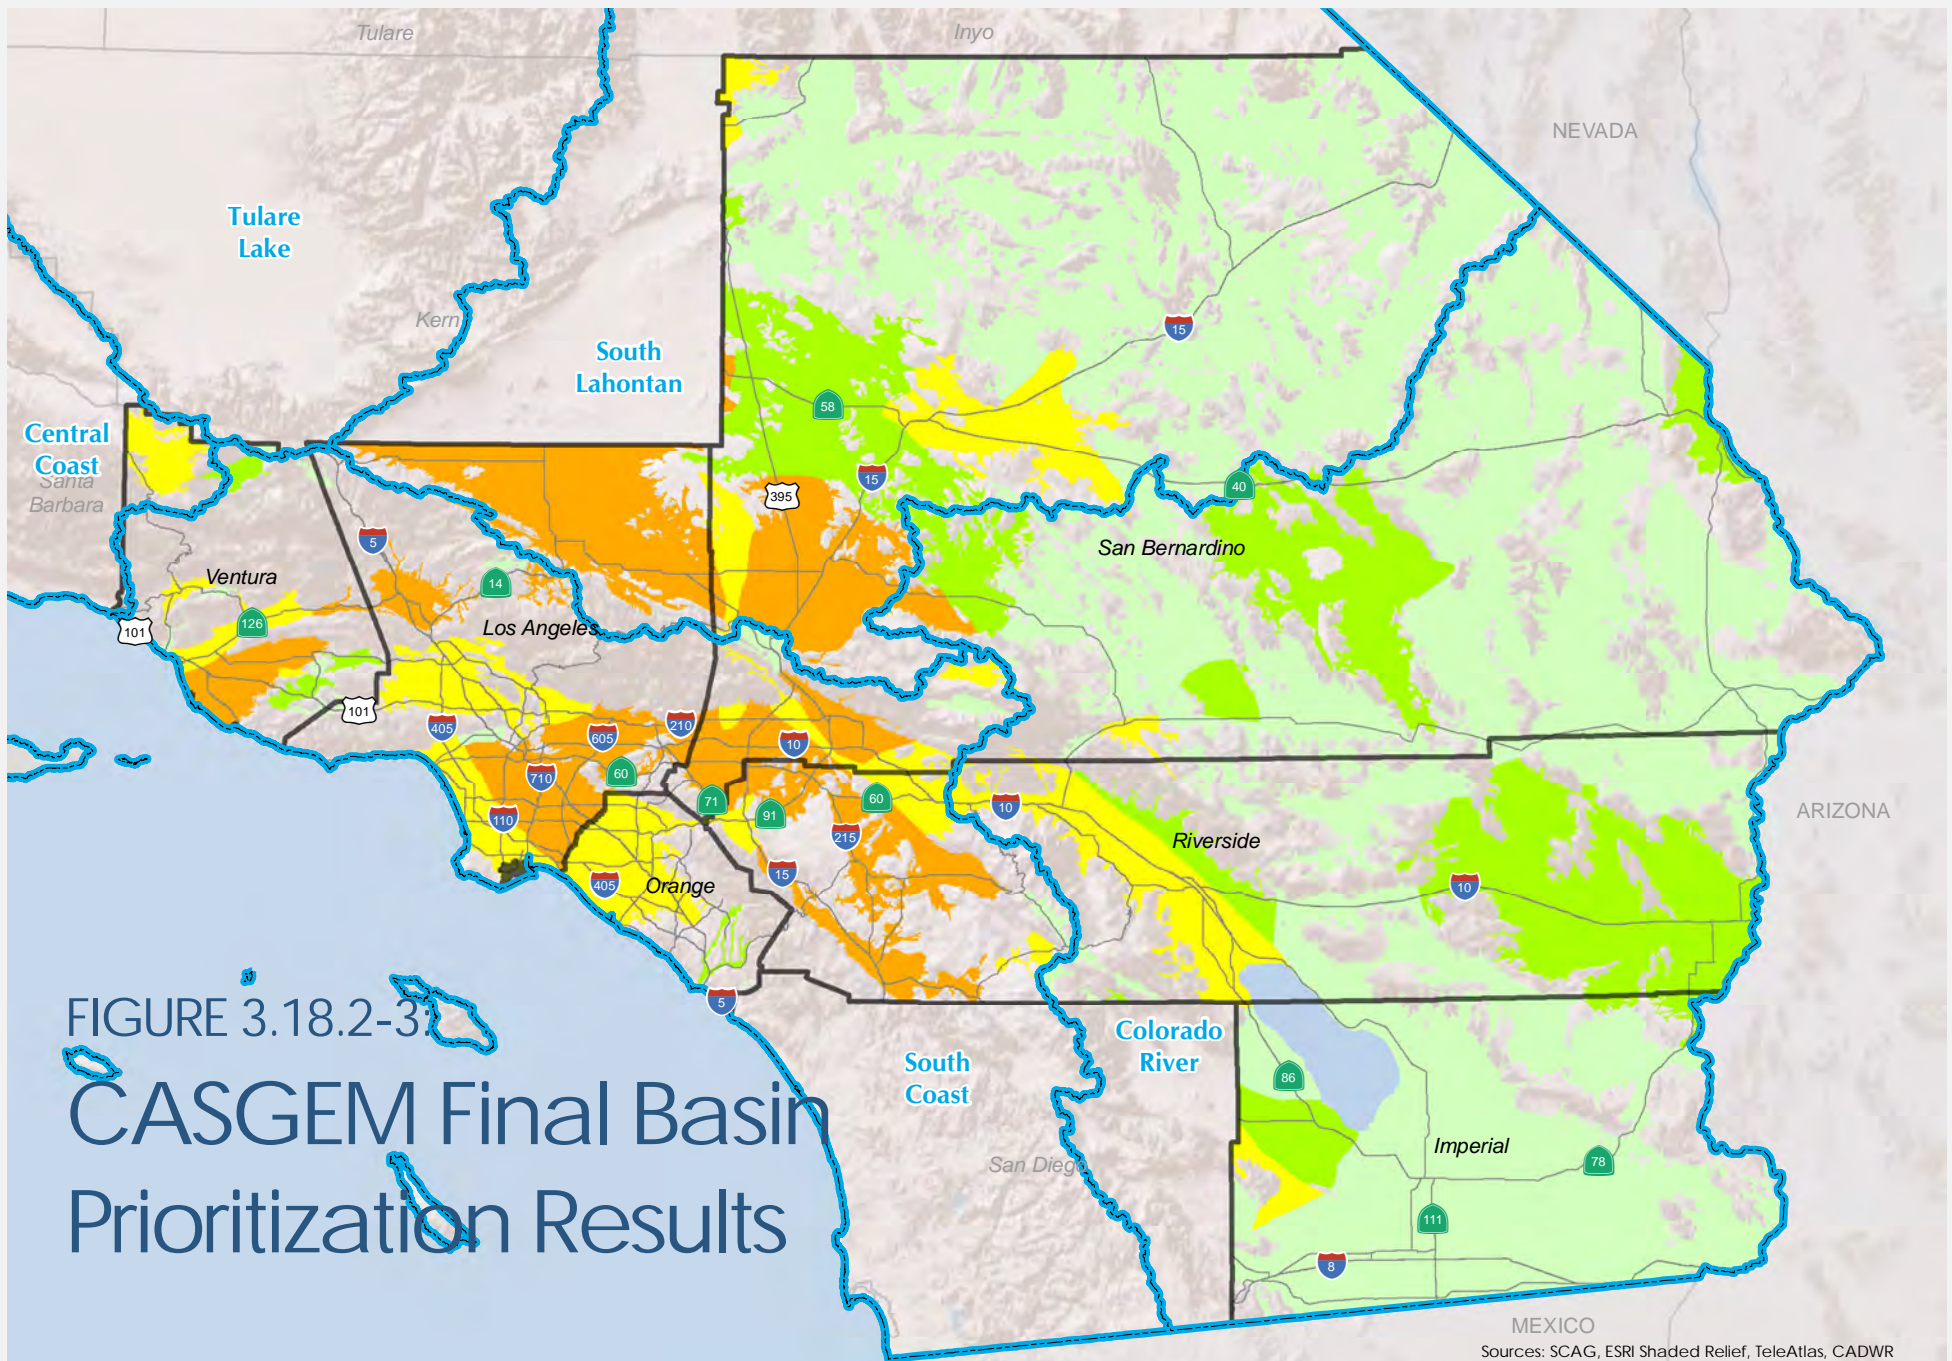 Tulare
Inyo
NEVADA
Tulare
Lake
Kern
South
Lahontan
15
58
Central
Coast
Santa
Barbara
15
395
40
5
San Bernardino
Ventura
14
126
Los Angeles
101
101
405
605
210
10
710
60
71
60
10
110
91
215
ARIZONA
Riverside
15
405
Orange
10
5
FIGURE 3.18.2-3:
CASGEM Final Basin
Prioritization Results
South
Coast
Colorado
River
86
Imperial
San Diego
78
111
8
MEXICO
Sources: SCAG, ESRI Shaded Relief, TeleAtlas, CADWR